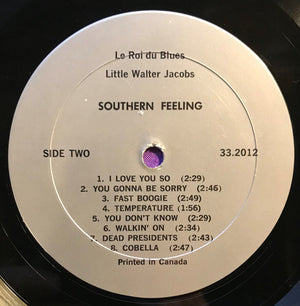 Le Roi du Blues
Little Walter Jacobs
SOUTHERN FEELING
SIDE TWO 33.2012
1. I LOVE YOU SO (2:29)
2. YOU GONNA BE SORRY (2:46)
3. FAST BOOGIE (2:49)
4. TEMPERATURE (1:56)
5. YOU DON'T KNOW (2:29)
6. WALKIN' ON (2:34)
7. DEAD PRESIDENTS (2:43)
8. COBELLA (2:47)
Printed in Canada